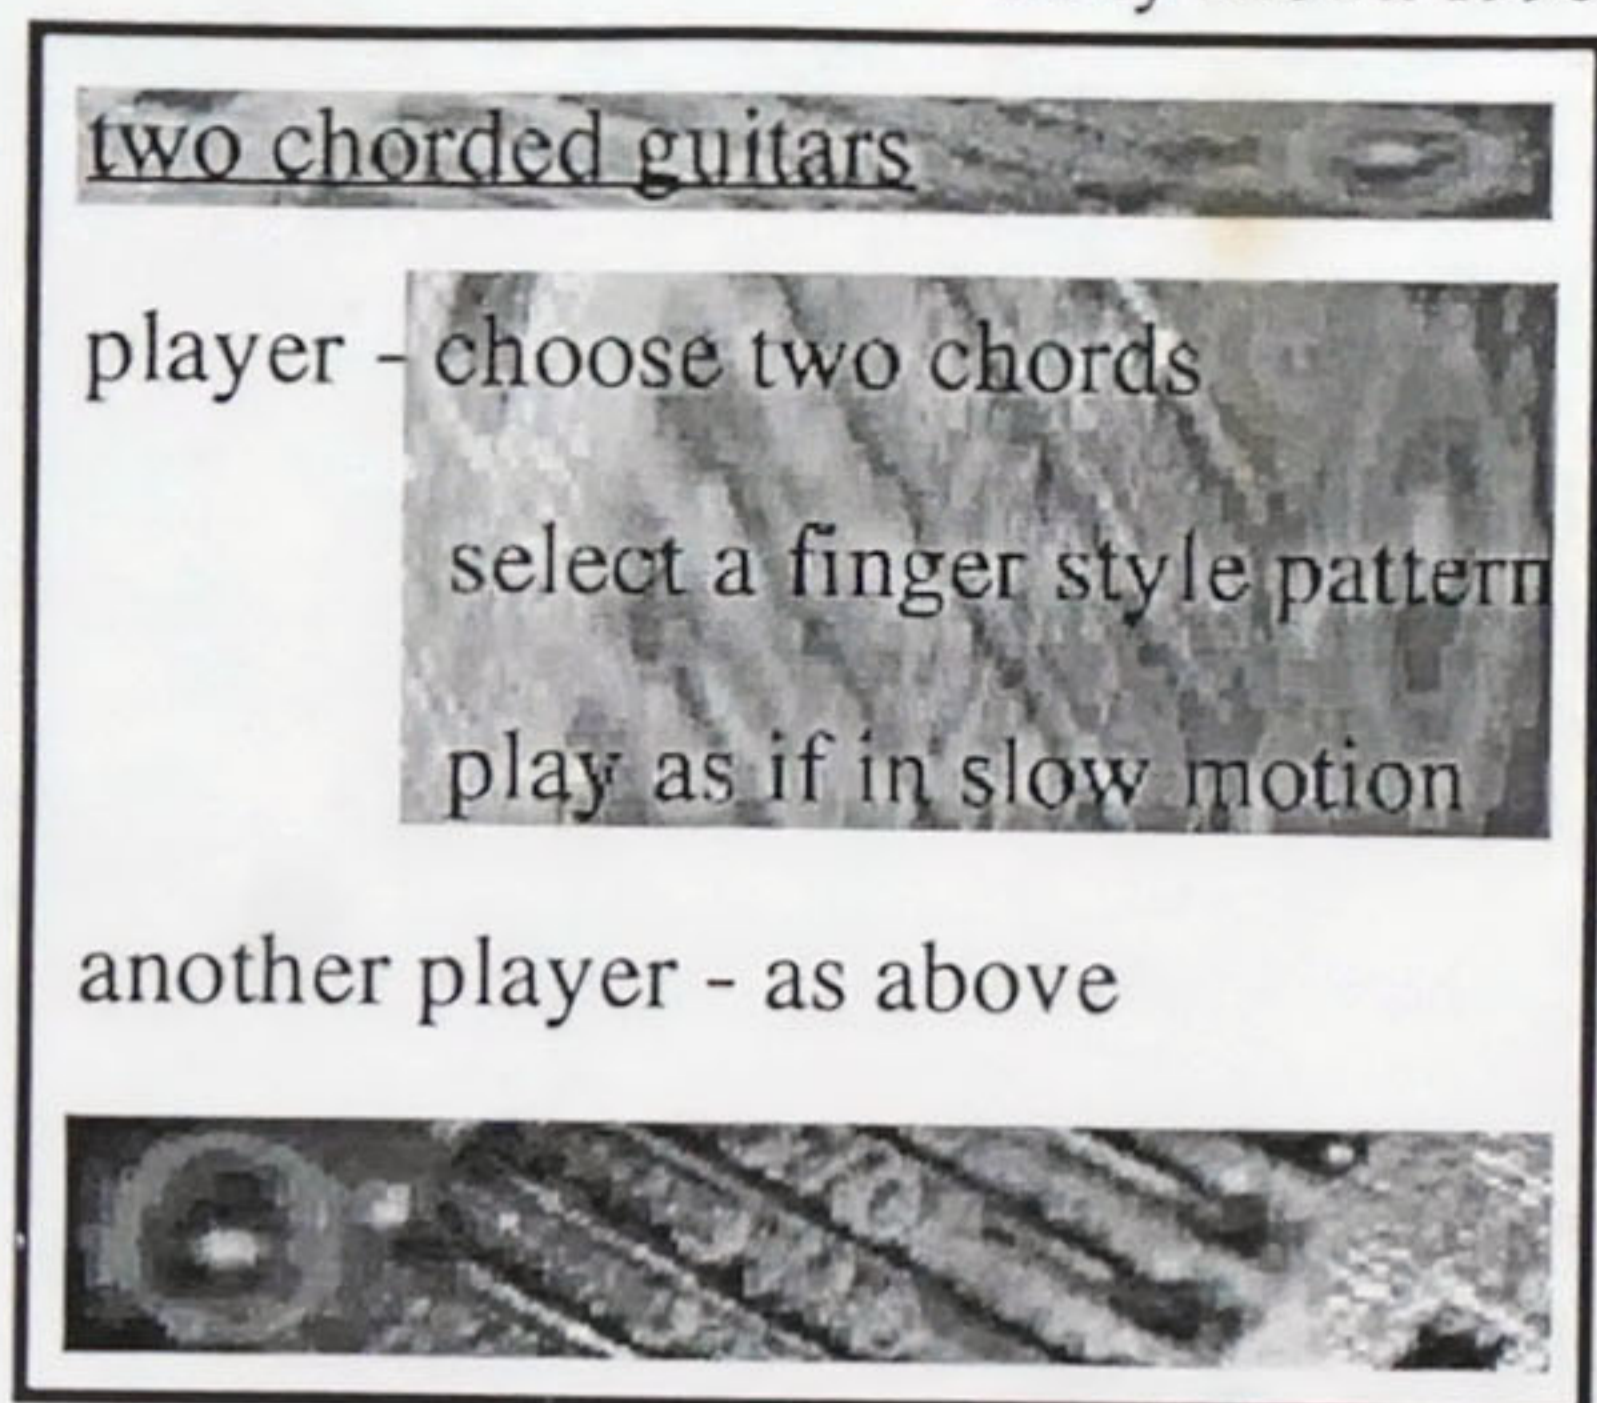 two chorded guitars
player - choose two chords
select a finger style pattern
play as if in slow motion
another player - as above